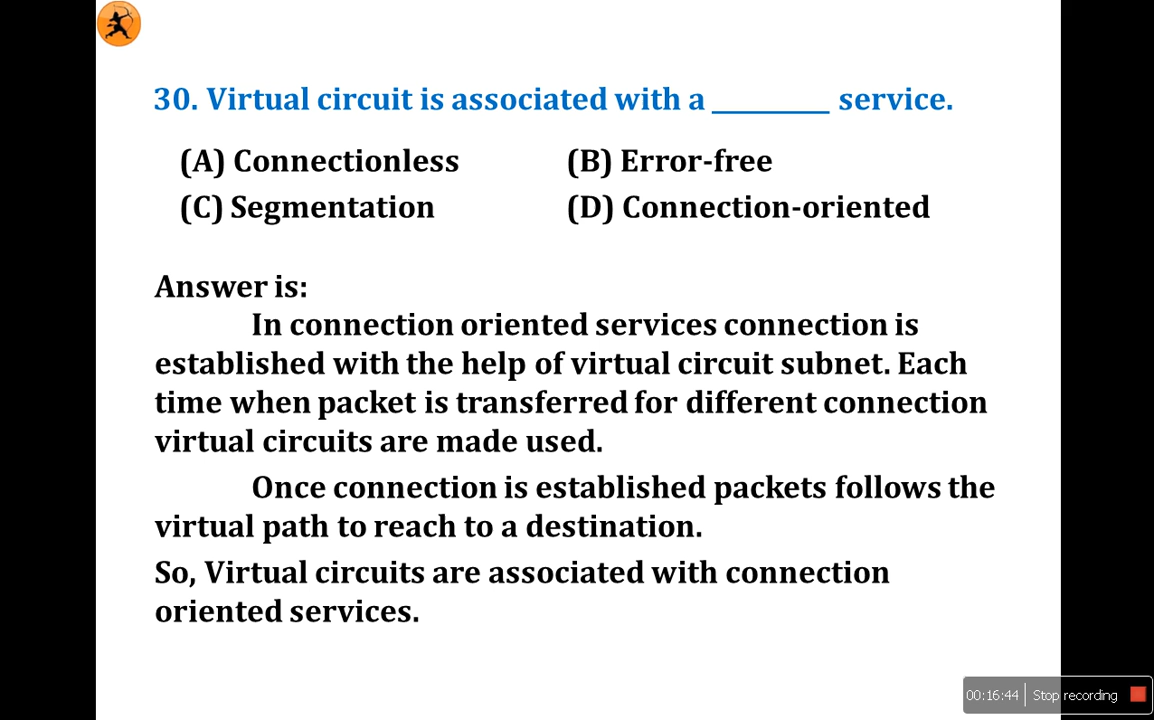 30. Virtual circuit is associated with a _________ service.
(A) Connectionless (B) Error-free
(C) Segmentation (D) Connection-oriented
Answer is:
In connection oriented services connection is
established with the help of virtual circuit subnet. Each
time when packet is transferred for different connection
virtual circuits are made used.
Once connection is established packets follows the
virtual path to reach to a destination.
So, Virtual circuits are associated with connection
oriented services.
00:16:44 Stop recording